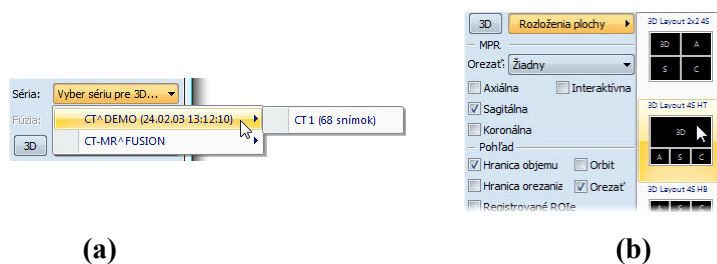 Séria: Vyber sériu pre 3D...
Fúzia: CT^DEMO (24.02.03 13:12:10) CT 1 (68 snímok)
3D CT-MR^FUSION
(a)
3D Rozloženia plochy
MPR
Orezať: Žiadny
Axiálna Interaktívna
Sagitálna
Koronálna
Pohľad
Hranica objemu Orbit
Hranica orezania Orezať
Registrované ROIe
3D Layout 2x2 4S
3D A
S C
3D Layout 4S HT
3D
A S C
3D Layout 4S HB
A S C
(b)